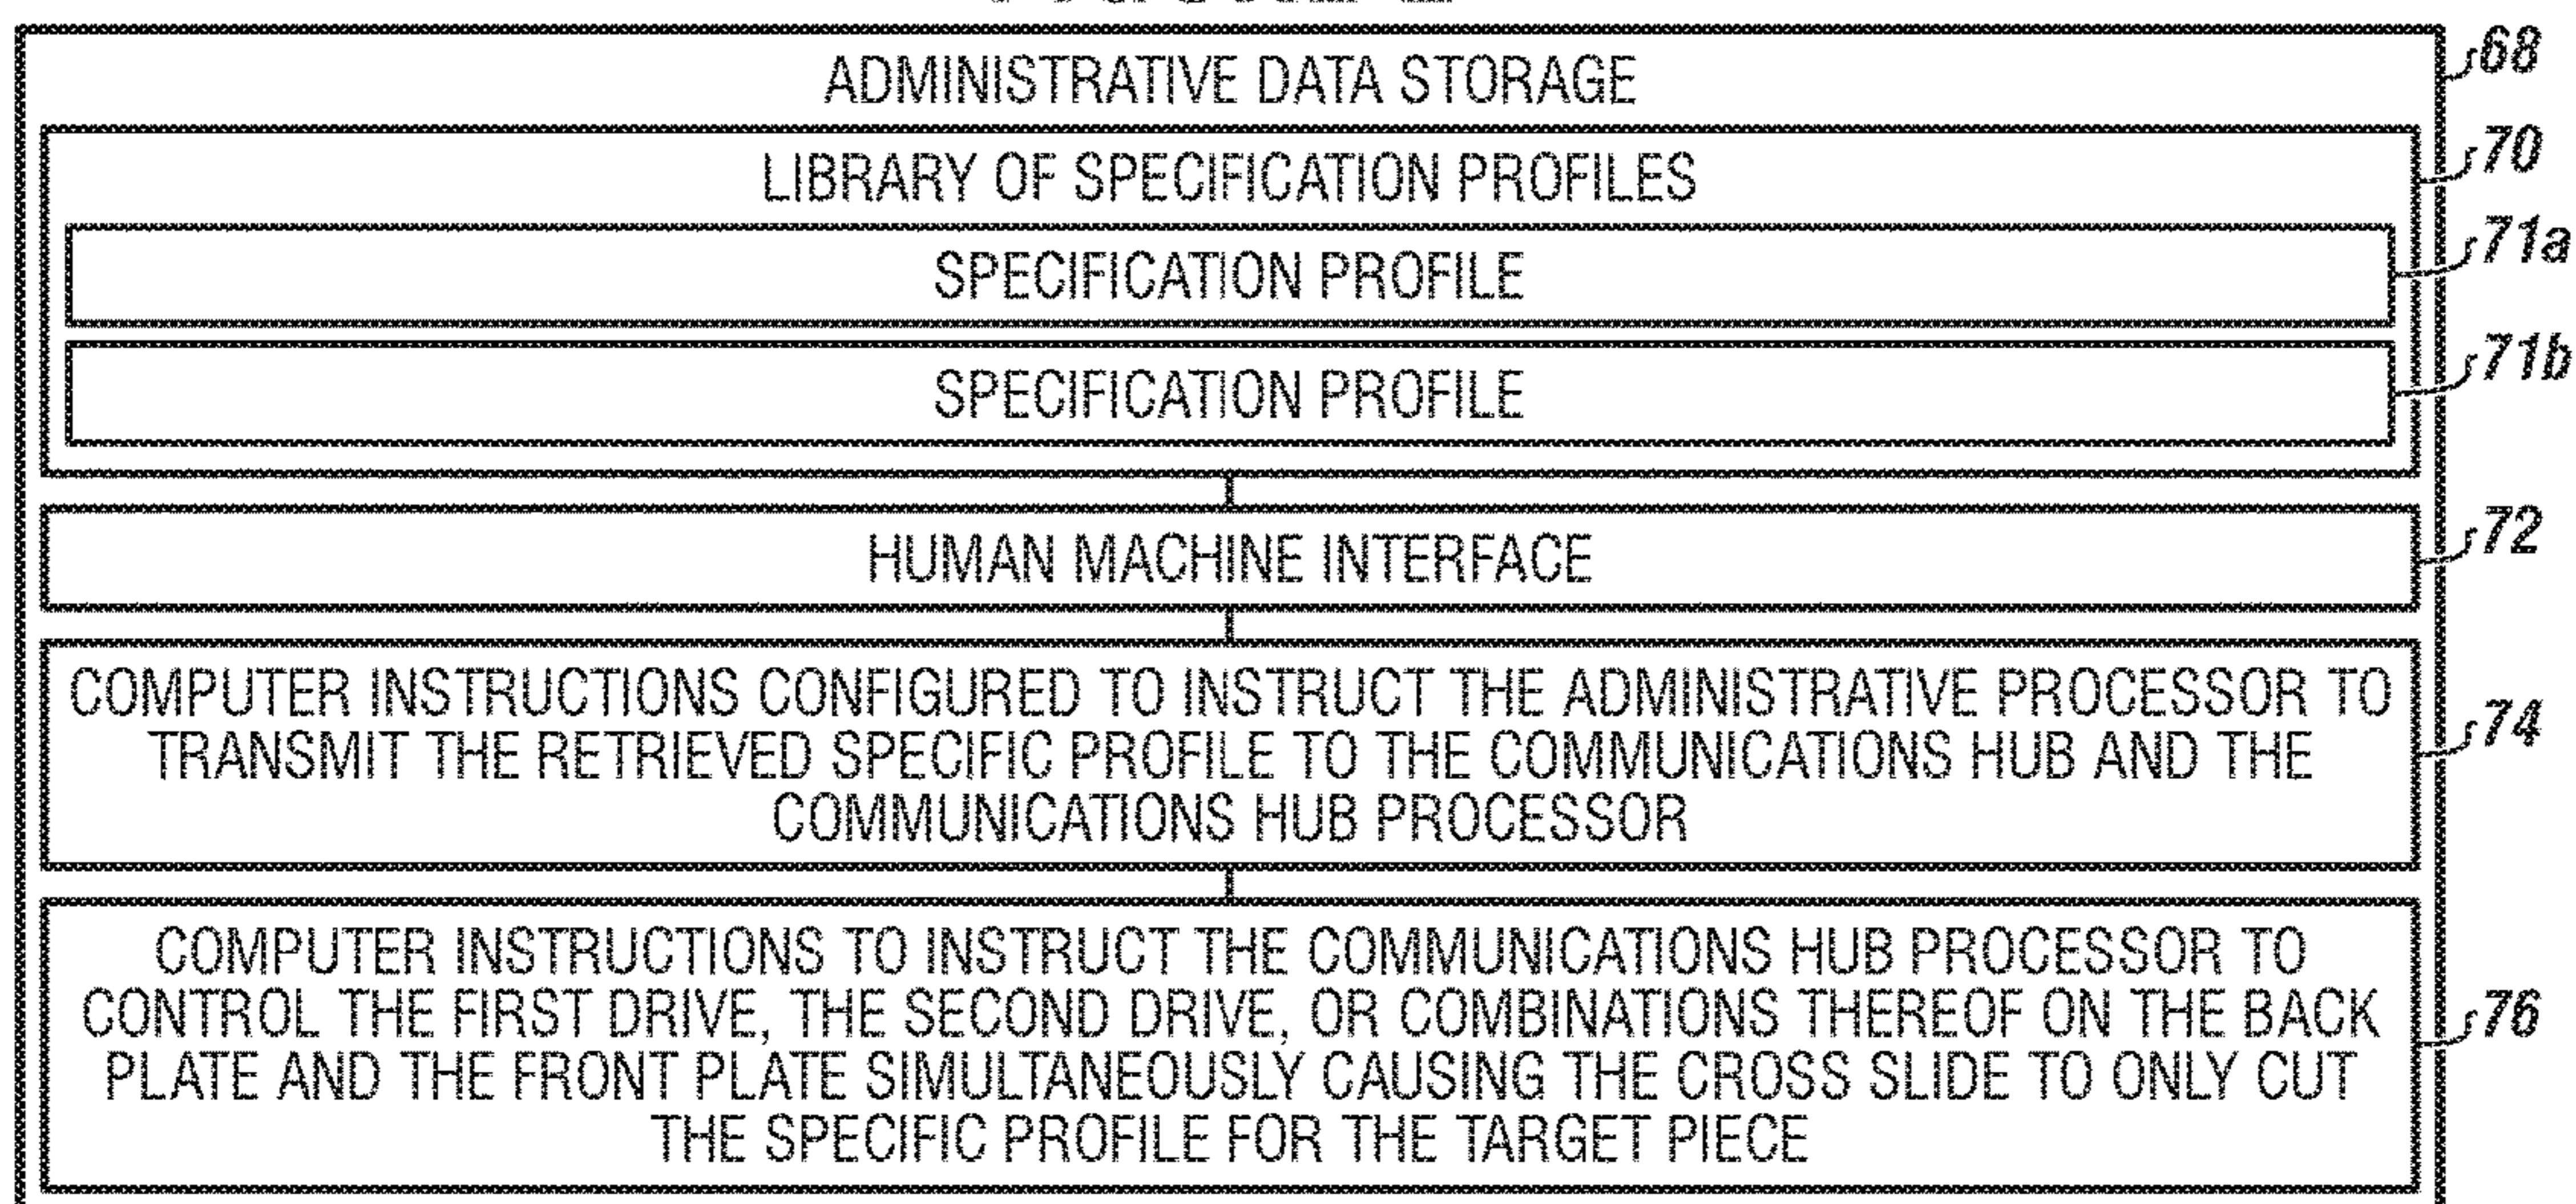 ADMINISTRATIVE DATA STORAGE
68
LIBRARY OF SPECIFICATION PROFILES
70
SPECIFICATION PROFILE
71a
SPECIFICATION PROFILE
71b
HUMAN MACHINE INTERFACE
72
COMPUTER INSTRUCTIONS CONFIGURED TO INSTRUCT THE ADMINISTRATIVE PROCESSOR TO
TRANSMIT THE RETRIEVED SPECIFIC PROFILE TO THE COMMUNICATIONS HUB AND THE
COMMUNICATIONS HUB PROCESSOR
74
COMPUTER INSTRUCTIONS TO INSTRUCT THE COMMUNICATIONS HUB PROCESSOR TO
CONTROL THE FIRST DRIVE, THE SECOND DRIVE, OR COMBINATIONS THEREOF ON THE BACK
PLATE AND THE FRONT PLATE SIMULTANEOUSLY CAUSING THE CROSS SLIDE TO ONLY CUT
THE SPECIFIC PROFILE FOR THE TARGET PIECE
76